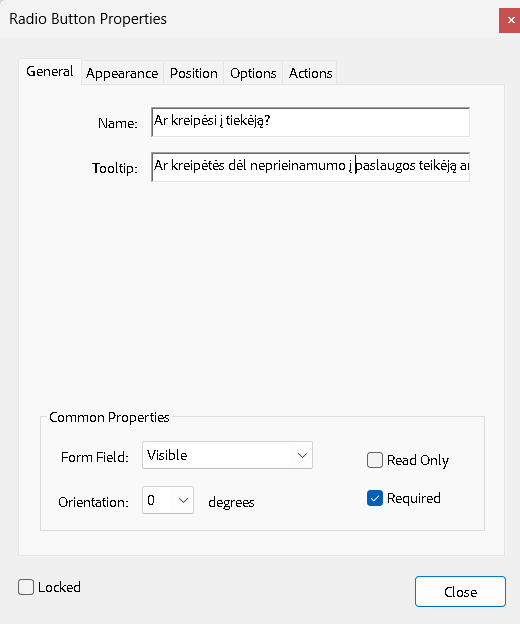 Radio Button Properties
General Appearance Position Options Actions
Name: Ar kreipėsi į tiekėją?
Tooltip: Ar kreipėtės dėl neprieinamumo į paslaugos teikėją
Common Properties
Form Field: Visible
Read Only
Orientation: 0 degrees
Required
Locked
Close